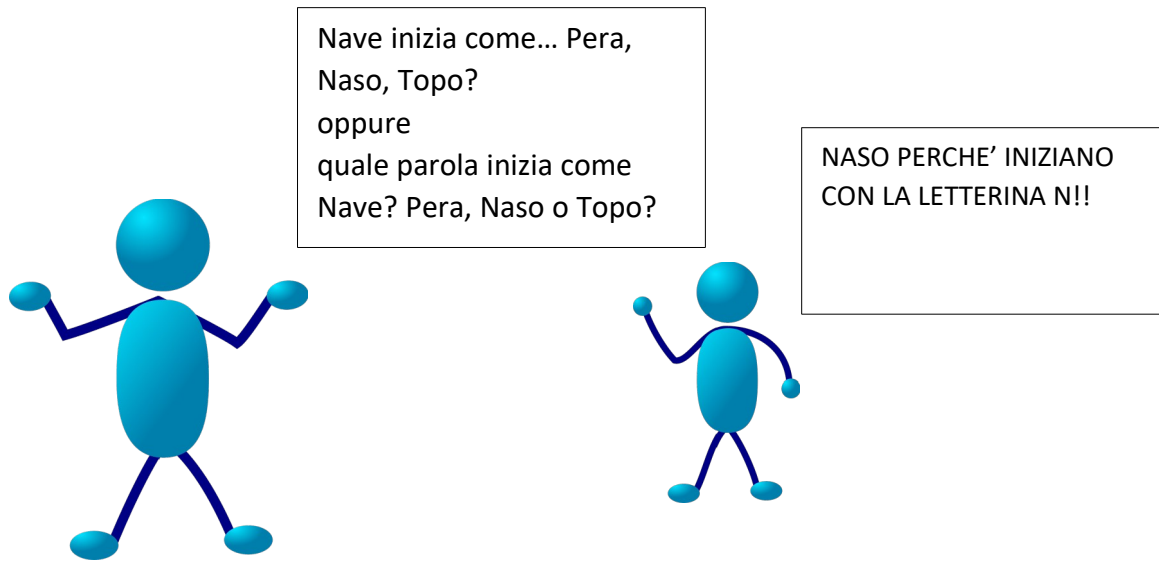 Nave inizia come… Pera,
Naso, Topo?
oppure
quale parola inizia come
Nave? Pera, Naso o Topo?
NASO PERCHE’ INIZIANO
CON LA LETTERINA N!!